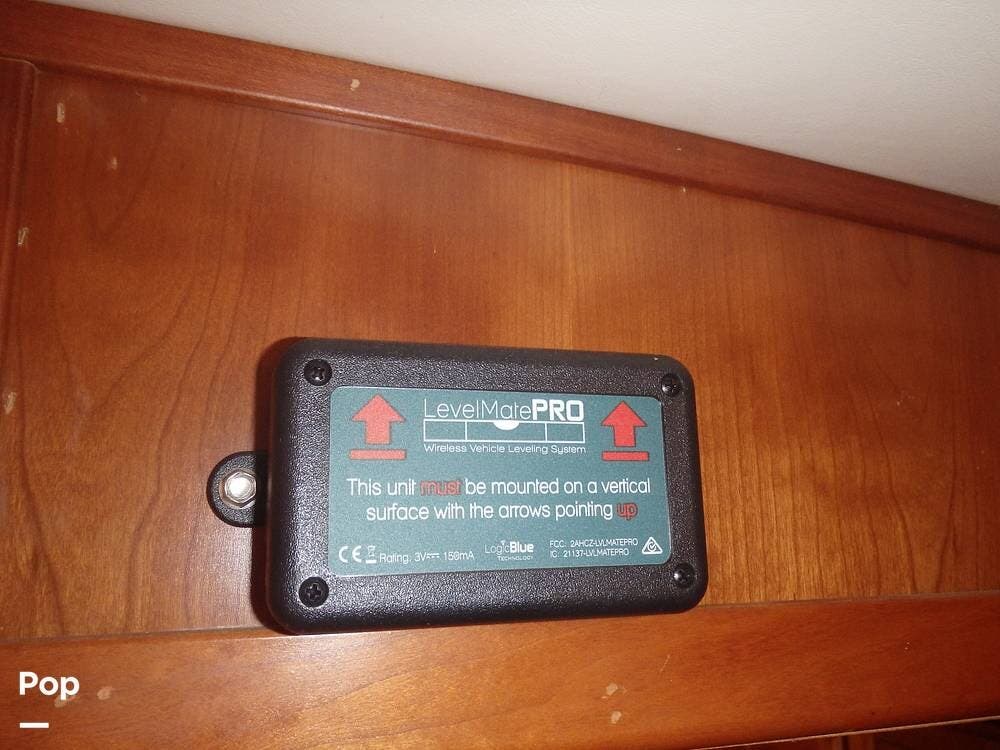 LevelMatePRO
Wireless Vehicle Leveling System
This unit must be mounted on a vertical
surface with the arrows pointing up
CE Rating: 3V⎓ 150mA
LogicBlue
TECHNOLOGY
FCC: 2AHCZ-LVLMATEPRO
IC: 21137-LVLMATEPRO
Pop